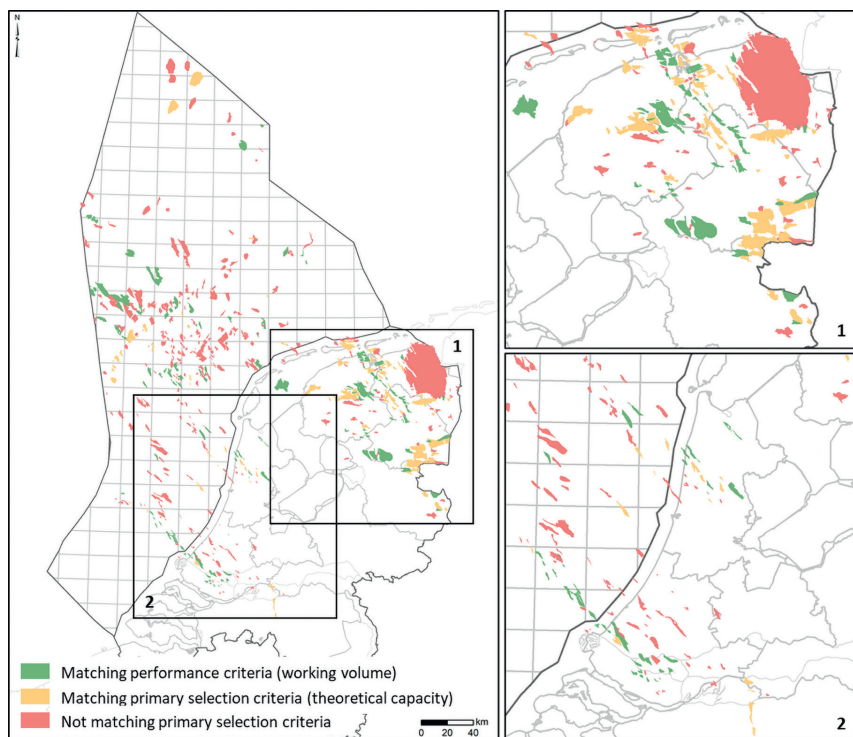 N
1
1
2
2
Matching performance criteria (working volume)
Matching primary selection criteria (theoretical capacity)
Not matching primary selection criteria
km
0 20 40